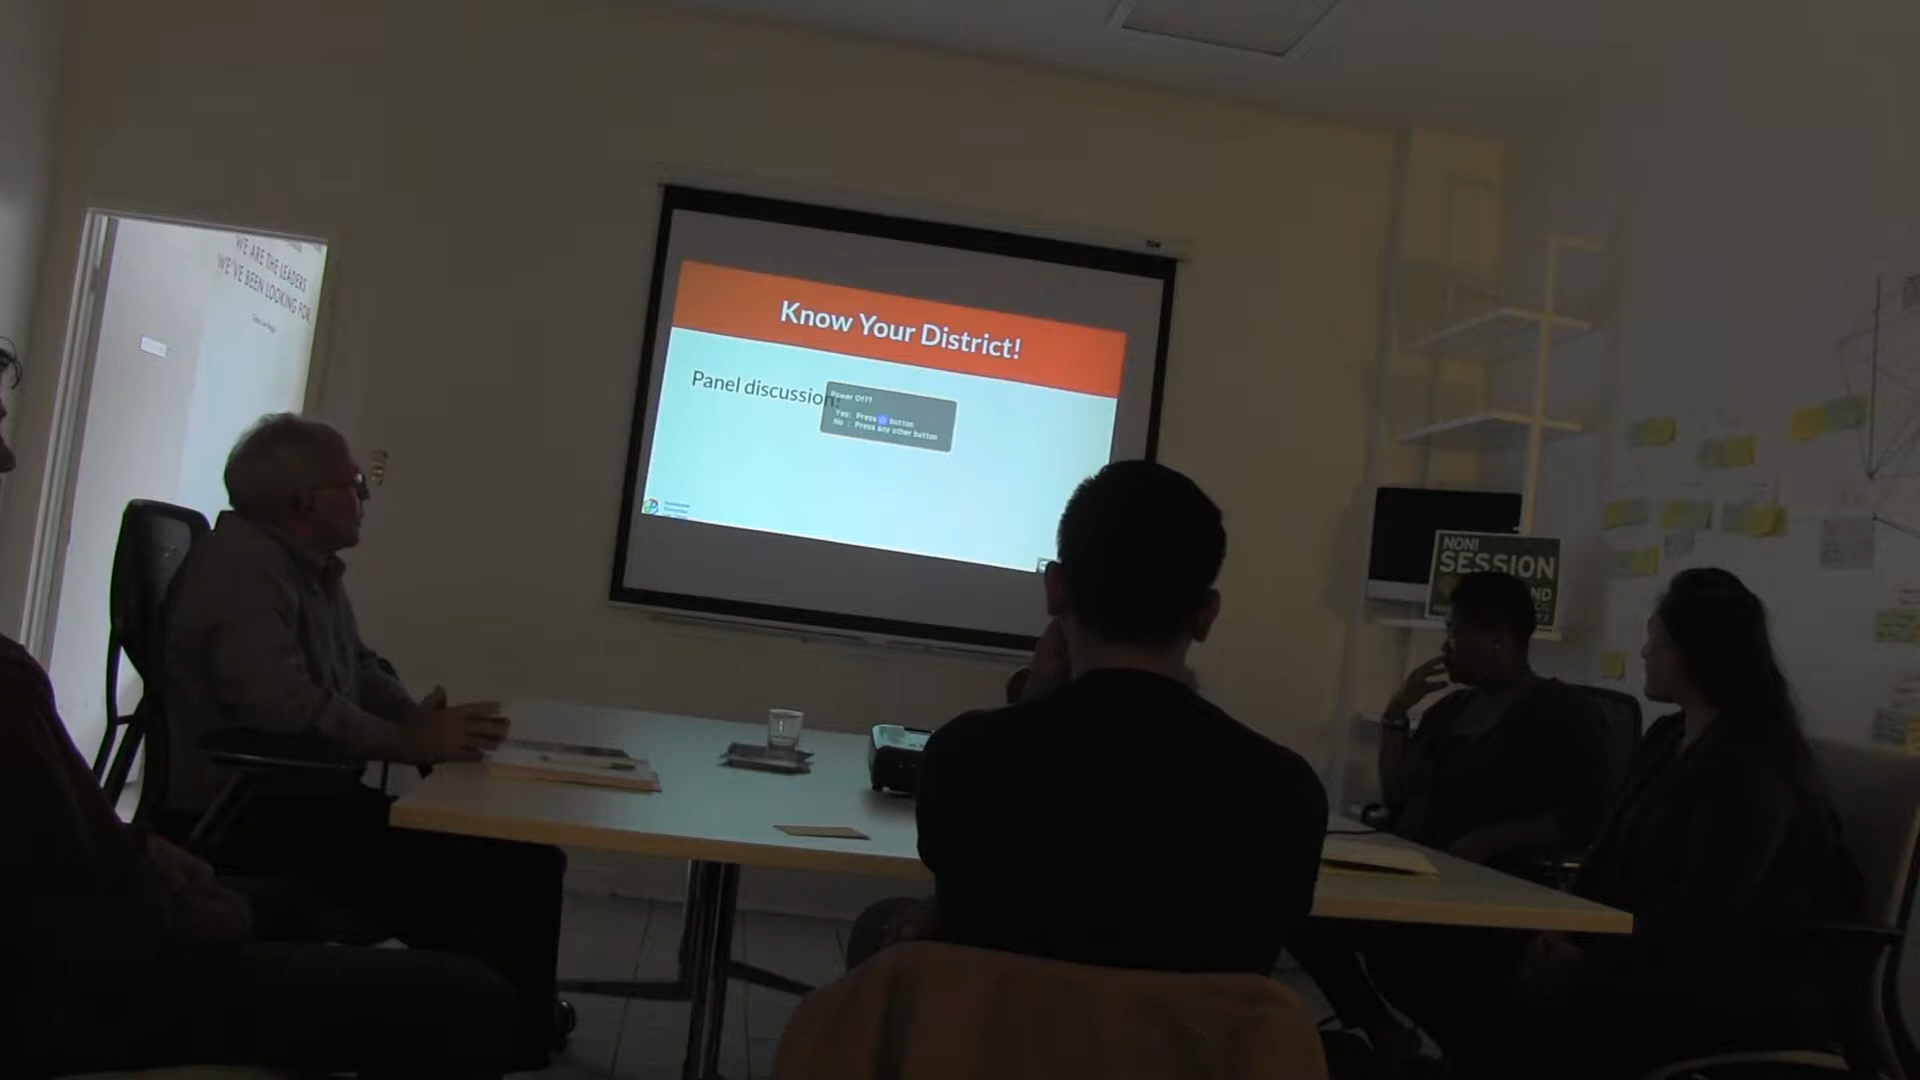 WE ARE THE LEADERS
WE'VE BEEN LOOKING FOR.
Know Your District!
Panel discussion
Power Off?
Yes: Press button
No : Press any other button
NONI
SESSION